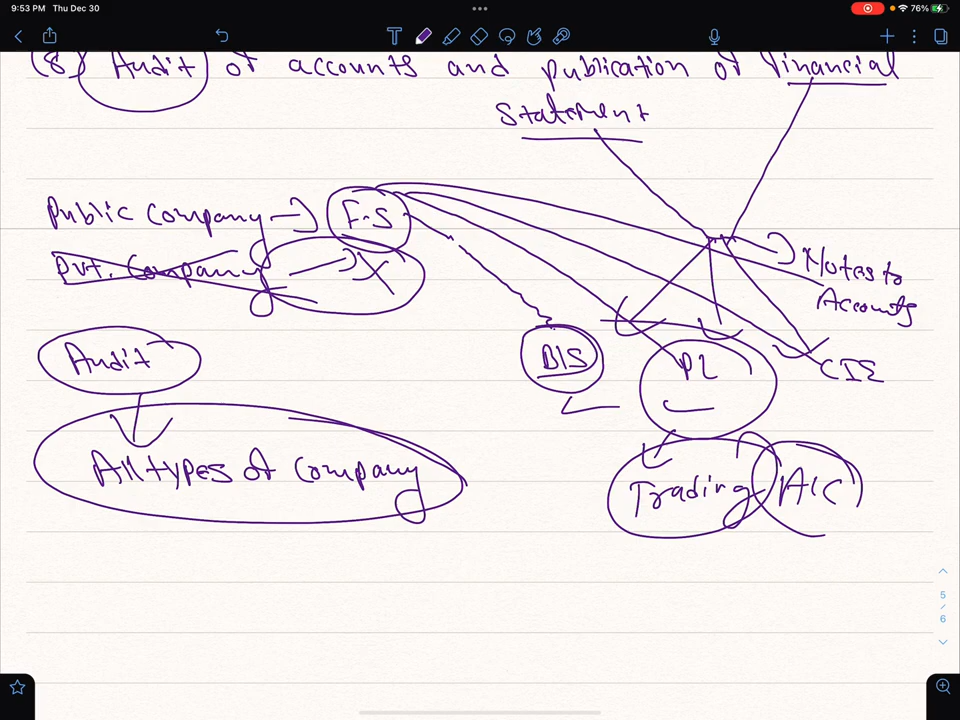 9:53 PM Thu Dec 30
76%
(8) Audit of accounts and publication of financial
statement
Public Company → F.S
Pvt. Company → X
Notes to
Accounts
Audit
B/S
PL
CIE
All types of Company
Trading A/C
5
/
6